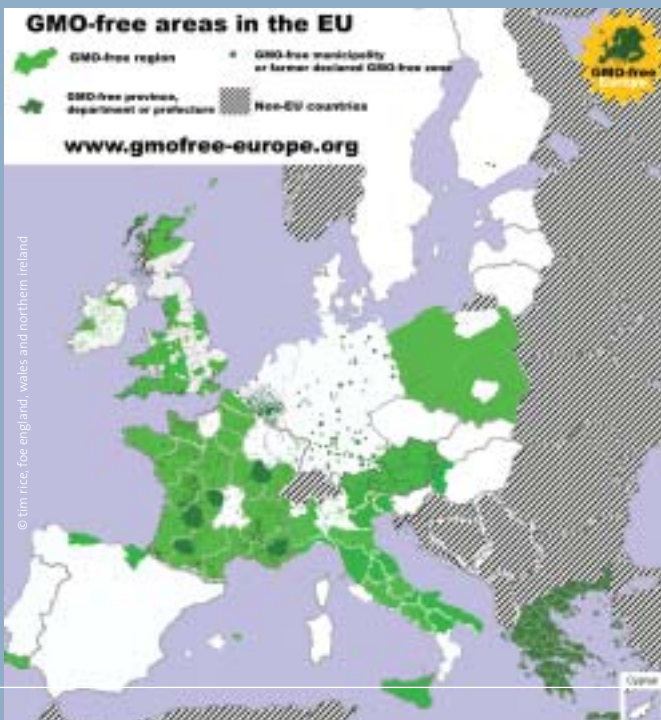 GMO-free areas in the EU
GMO-free region
GMO-free municipality
or former declared GMO-free zone
GMO-free province,
department or prefecture
Non-EU countries
www.gmofree-europe.org
GMO-free
Europe
© tim rice, foe england, wales and northern ireland
Cyprus